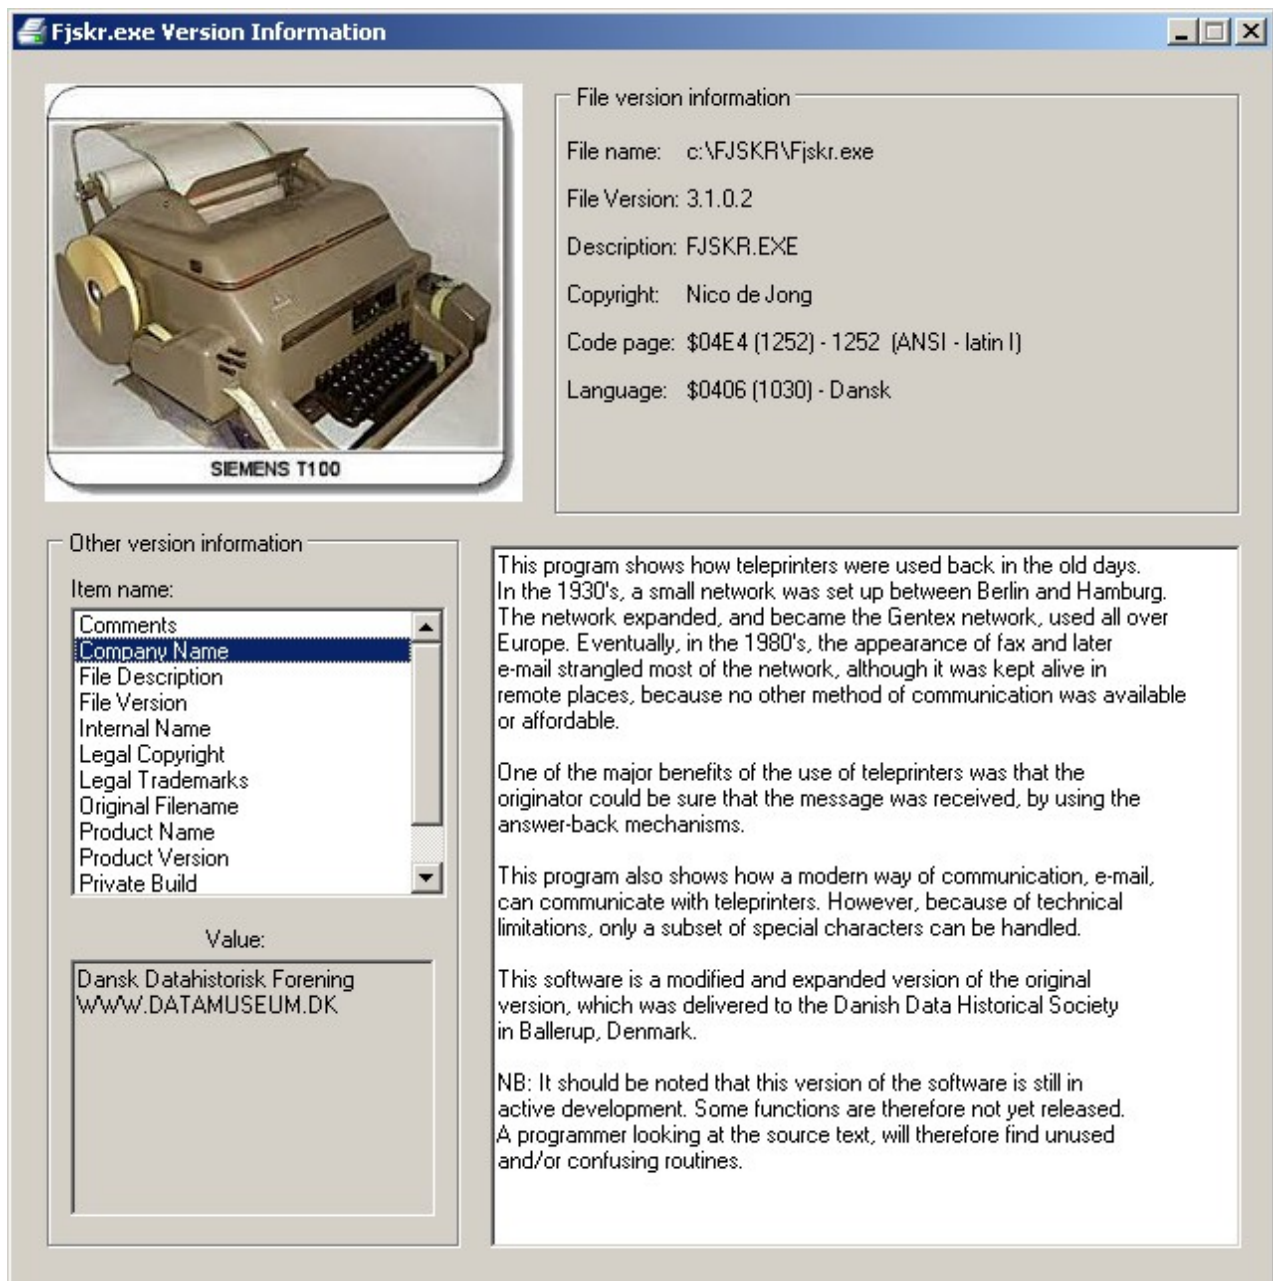 Fjskr.exe Version Information
SIEMENS T100
File version information
File name: c:\FJSKR\Fjskr.exe
File Version: 3.1.0.2
Description: FJSKR.EXE
Copyright: Nico de Jong
Code page: $04E4 (1252) - 1252 (ANSI - latin I)
Language: $0406 (1030) - Dansk
Other version information
Item name:
Comments
Company Name
File Description
File Version
Internal Name
Legal Copyright
Legal Trademarks
Original Filename
Product Name
Product Version
Private Build
Value:
Dansk Datahistorisk Forening
WWW.DATAMUSEUM.DK
This program shows how teleprinters were used back in the old days.
In the 1930's, a small network was set up between Berlin and Hamburg.
The network expanded, and became the Gentex network, used all over
Europe. Eventually, in the 1980's, the appearance of fax and later
e-mail strangled most of the network, although it was kept alive in
remote places, because no other method of communication was available
or affordable.
One of the major benefits of the use of teleprinters was that the
originator could be sure that the message was received, by using the
answer-back mechanisms.
This program also shows how a modern way of communication, e-mail,
can communicate with teleprinters. However, because of technical
limitations, only a subset of special characters can be handled.
This software is a modified and expanded version of the original
version, which was delivered to the Danish Data Historical Society
in Ballerup, Denmark.
NB: It should be noted that this version of the software is still in
active development. Some functions are therefore not yet released.
A programmer looking at the source text, will therefore find unused
and/or confusing routines.